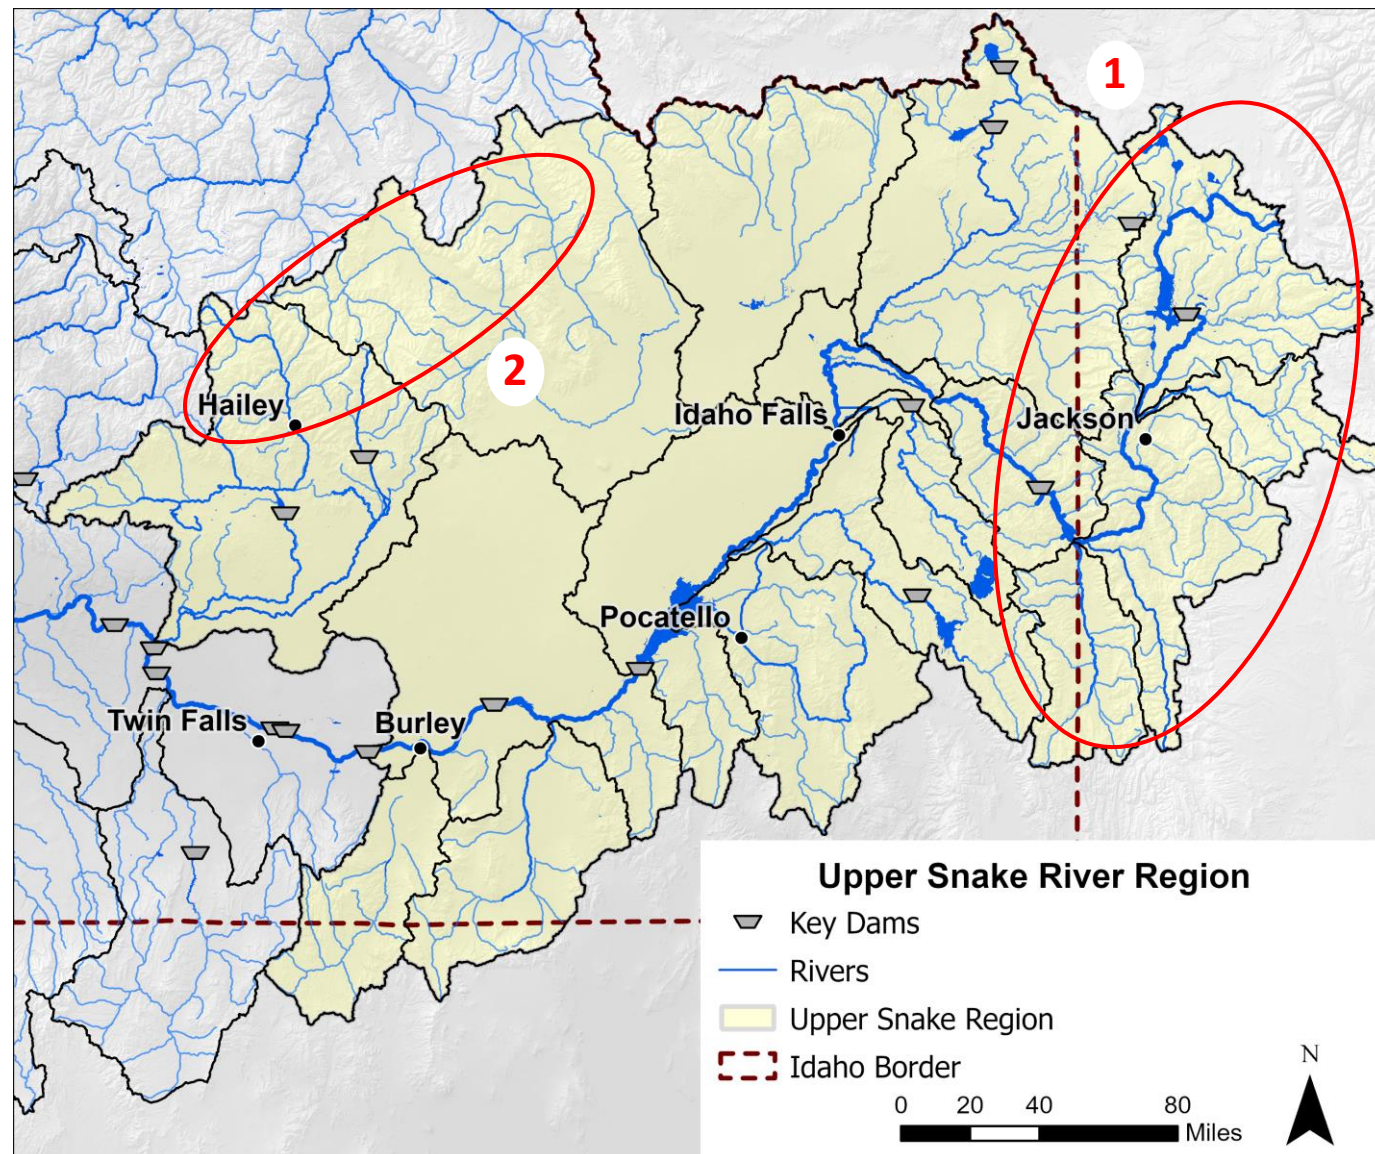 1
2
Hailey
Idaho Falls
Jackson
Pocatello
Twin Falls
Burley
Upper Snake River Region
Key Dams
Rivers
Upper Snake Region
Idaho Border
N
0 20 40 80
Miles